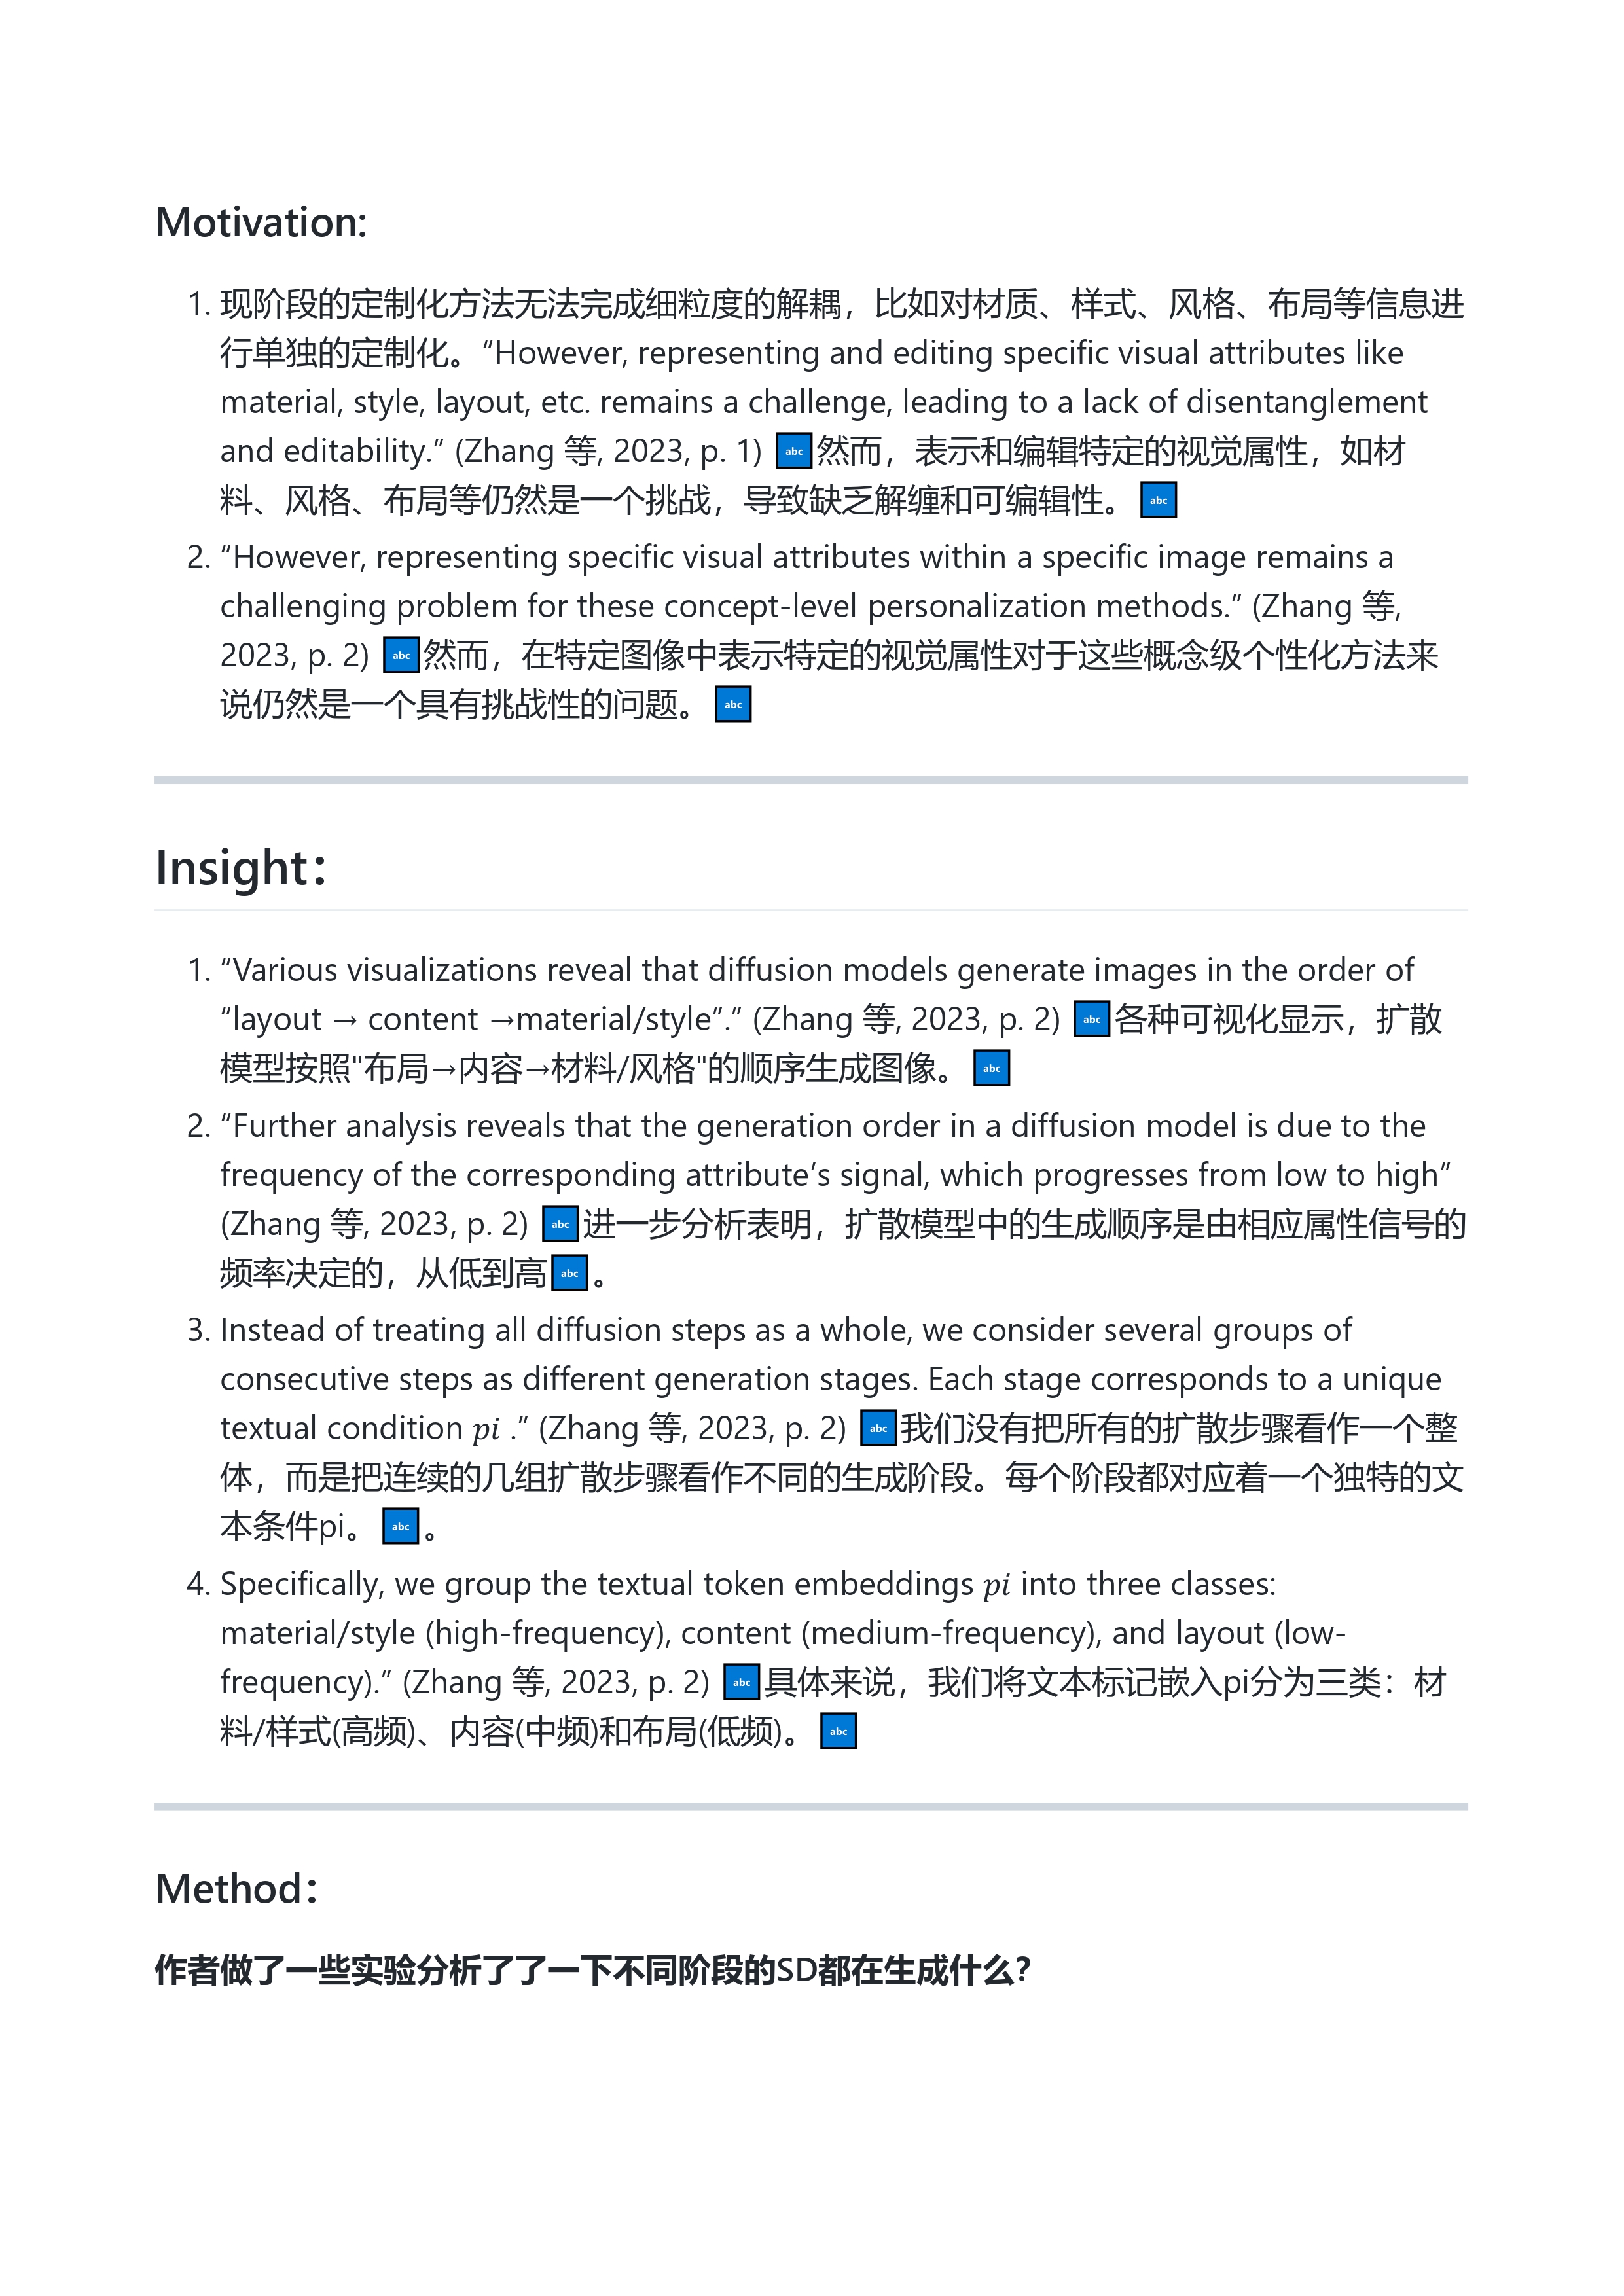 Motivation:
1. 现阶段的定制化方法无法完成细粒度的解耦，比如对材质、样式、风格、布局等信息进
行单独的定制化。“However, representing and editing specific visual attributes like
material, style, layout, etc. remains a challenge, leading to a lack of disentanglement
and editability.” (Zhang 等, 2023, p. 1) abc 然而，表示和编辑特定的视觉属性，如材
料、风格、布局等仍然是一个挑战，导致缺乏解缠和可编辑性。 abc
2. “However, representing specific visual attributes within a specific image remains a
challenging problem for these concept-level personalization methods.” (Zhang 等,
2023, p. 2) abc 然而，在特定图像中表示特定的视觉属性对于这些概念级个性化方法来
说仍然是一个具有挑战性的问题。 abc
Insight：
1. “Various visualizations reveal that diffusion models generate images in the order of
“layout → content →material/style”.” (Zhang 等, 2023, p. 2) abc 各种可视化显示，扩散
模型按照"布局→内容→材料/风格"的顺序生成图像。 abc
2. “Further analysis reveals that the generation order in a diffusion model is due to the
frequency of the corresponding attribute’s signal, which progresses from low to high”
(Zhang 等, 2023, p. 2) abc 进一步分析表明，扩散模型中的生成顺序是由相应属性信号的
频率决定的，从低到高 abc 。
3. Instead of treating all diffusion steps as a whole, we consider several groups of
consecutive steps as different generation stages. Each stage corresponds to a unique
textual condition pi .” (Zhang 等, 2023, p. 2) abc 我们没有把所有的扩散步骤看作一个整
体，而是把连续的几组扩散步骤看作不同的生成阶段。每个阶段都对应着一个独特的文
本条件pi。 abc 。
4. Specifically, we group the textual token embeddings pi into three classes:
material/style (high-frequency), content (medium-frequency), and layout (low-
frequency).” (Zhang 等, 2023, p. 2) abc 具体来说，我们将文本标记嵌入pi分为三类：材
料/样式(高频)、内容(中频)和布局(低频)。 abc
Method：
作者做了一些实验分析了了一下不同阶段的SD都在生成什么？